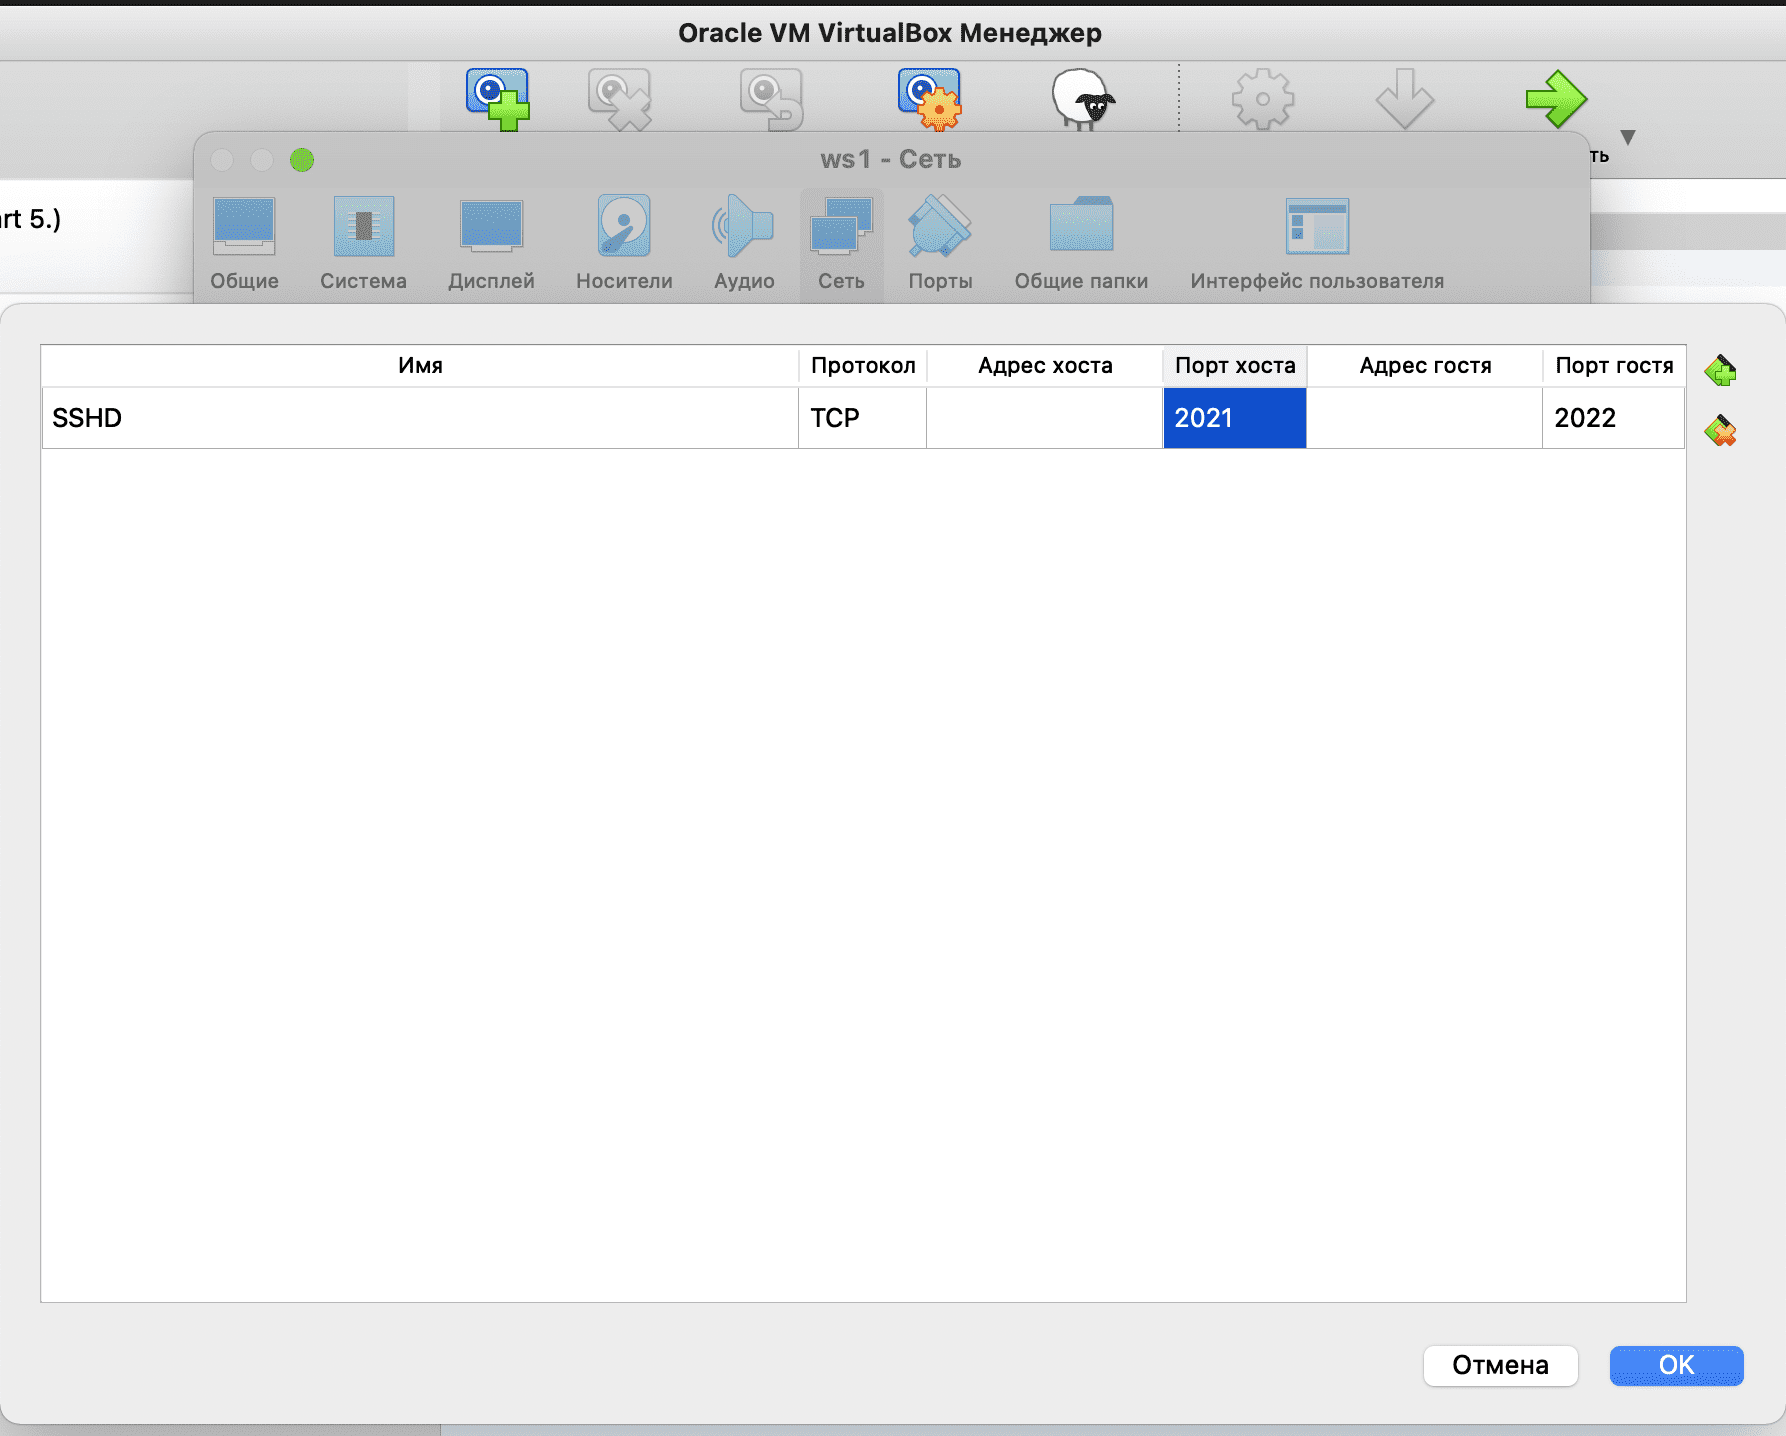 Oracle VM VirtualBox Менеджер
ть
ws1 - Сеть
rt 5.)
Общие Система Дисплей Носители Аудио Сеть Порты Общие папки Интерфейс пользователя
Имя Протокол Адрес хоста Порт хоста Адрес гостя Порт гостя
SSHD TCP 2021 2022
Отмена OK